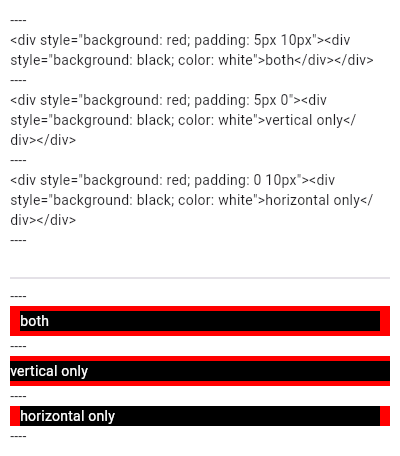 ----
<div style="background: red; padding: 5px 10px"><div
style="background: black; color: white">both</div></div>
----
<div style="background: red; padding: 5px 0"><div
style="background: black; color: white">vertical only</
div></div>
----
<div style="background: red; padding: 0 10px"><div
style="background: black; color: white">horizontal only</
div></div>
----
----
both
----
vertical only
----
horizontal only
----